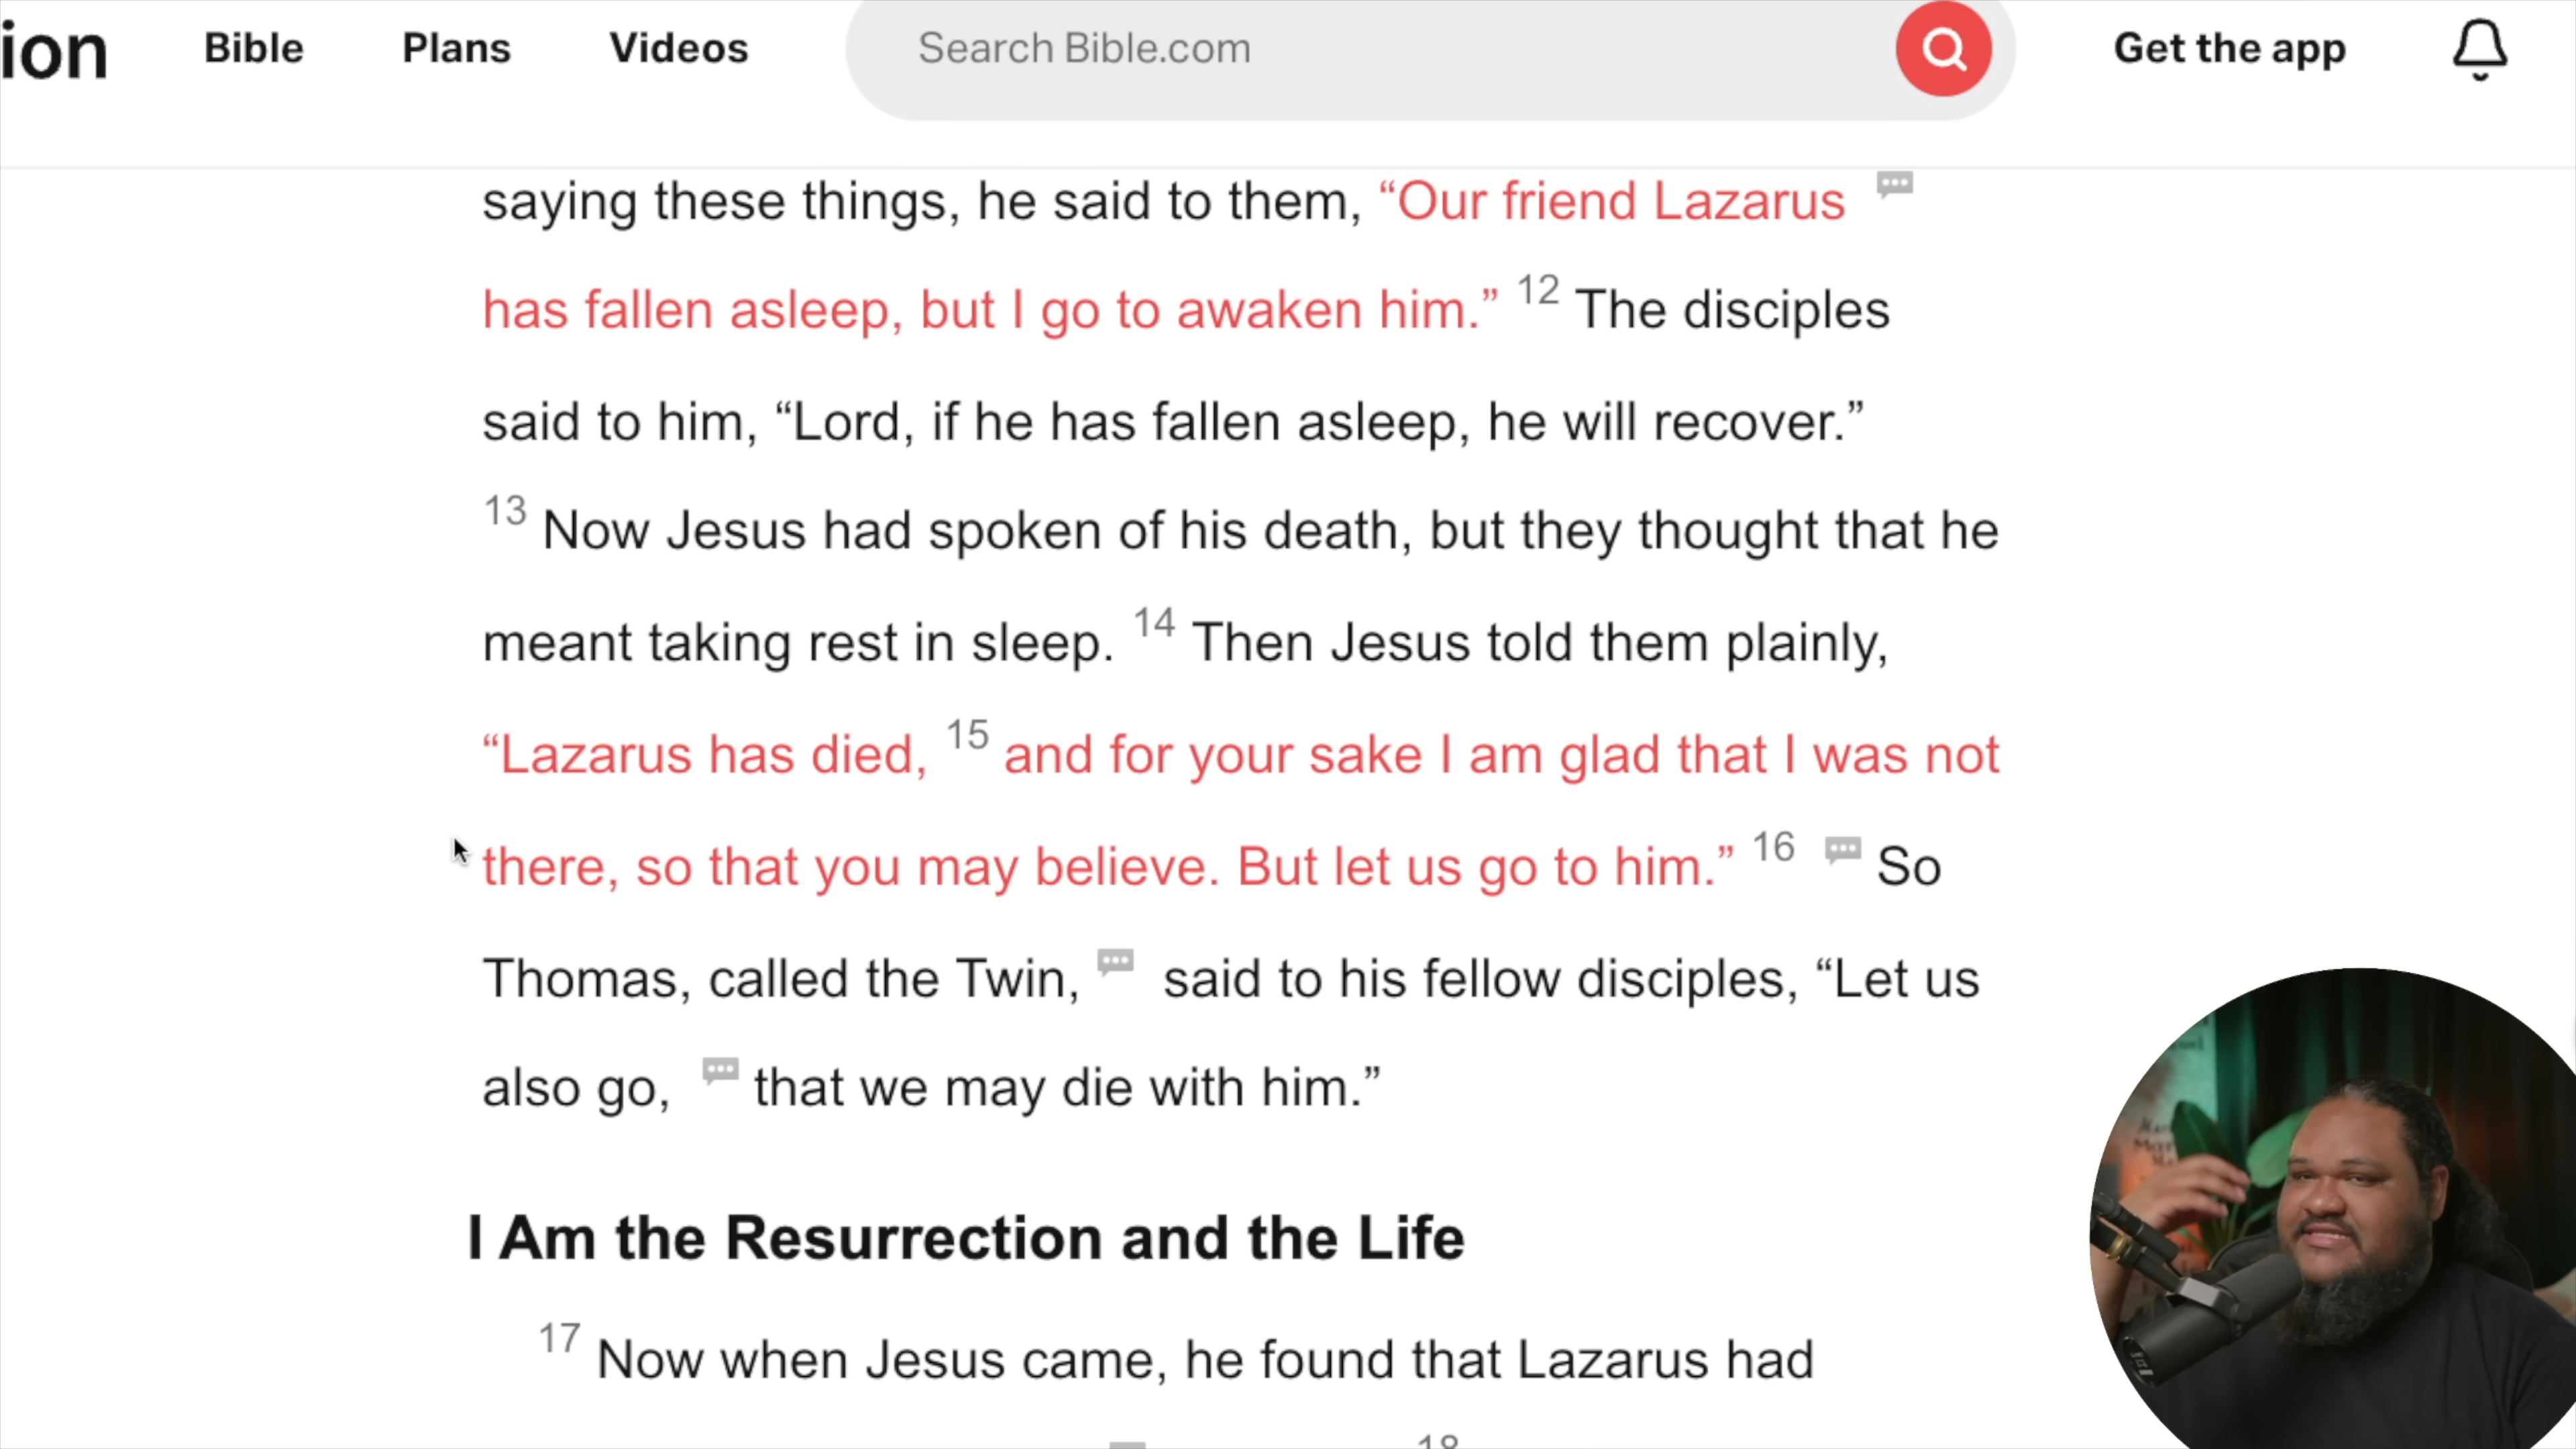 ion Bible Plans Videos Search Bible.com Get the app
saying these things, he said to them, “Our friend Lazarus
has fallen asleep, but I go to awaken him.” 12 The disciples
said to him, “Lord, if he has fallen asleep, he will recover.”
13 Now Jesus had spoken of his death, but they thought that he
meant taking rest in sleep. 14 Then Jesus told them plainly,
“Lazarus has died, 15 and for your sake I am glad that I was not
there, so that you may believe. But let us go to him.” 16 So
Thomas, called the Twin, said to his fellow disciples, “Let us
also go, that we may die with him.”
I Am the Resurrection and the Life
17 Now when Jesus came, he found that Lazarus had
18